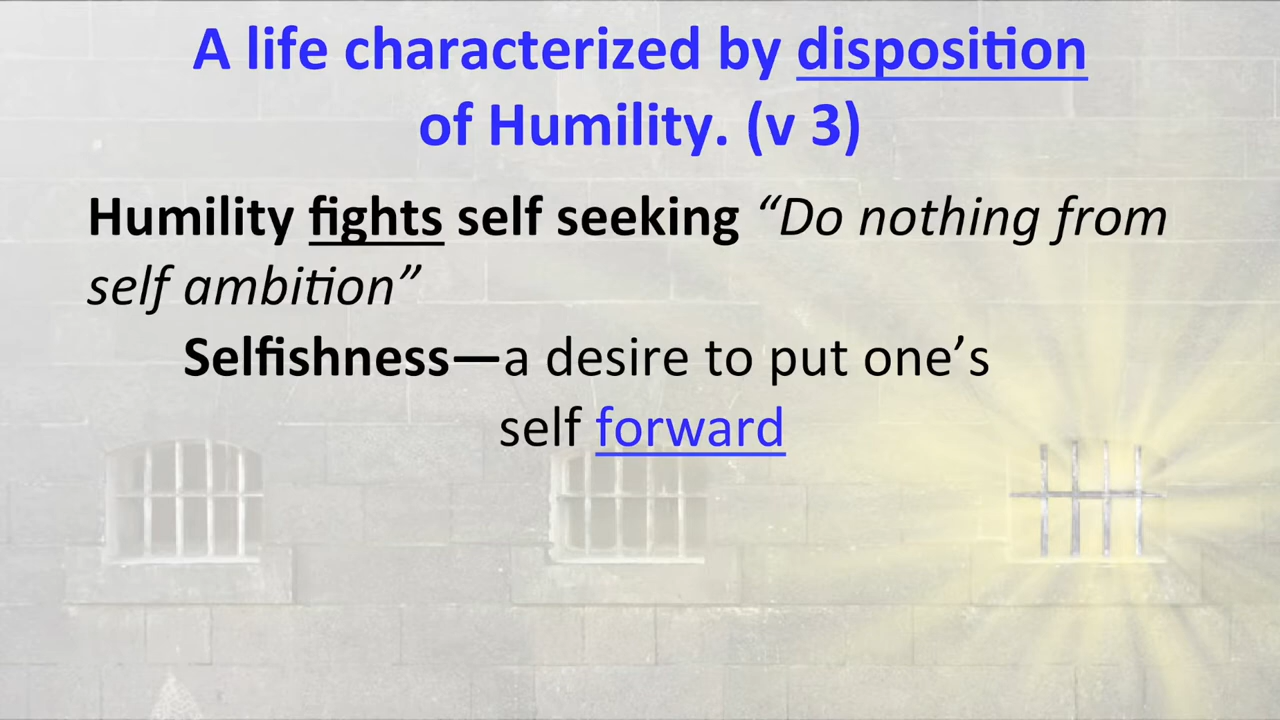 A life characterized by disposition
of Humility. (v 3)
Humility fights self seeking “Do nothing from
self ambition”
Selfishness—a desire to put one’s
self forward